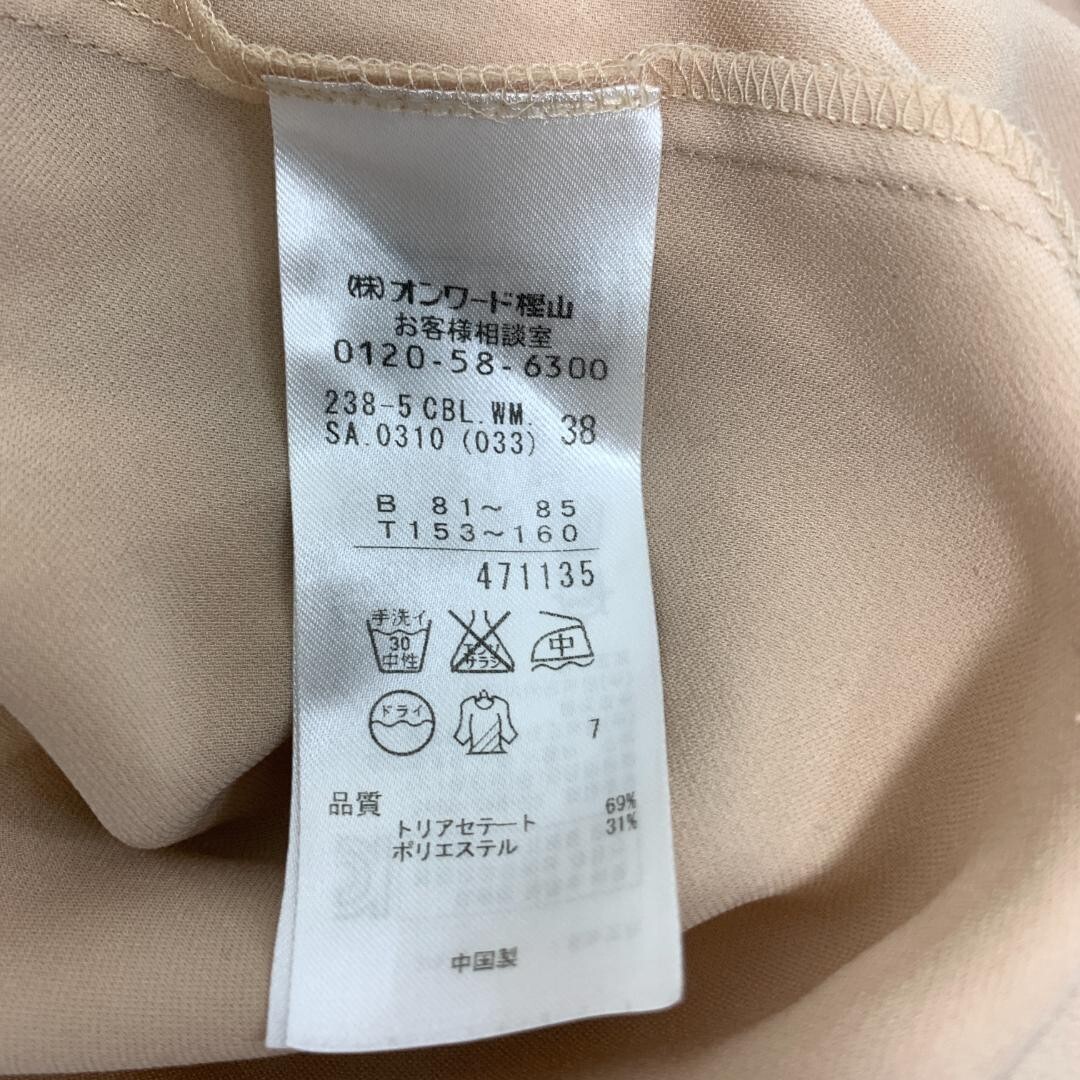 (株)オンワード樫山
お客様相談室
0120-58-6300
238-5 CBL.WM.
SA.0310 (033) 38
B 81～ 85
T153～160
471135
手洗イ
30
中性
エンソ
サラシ
中
ドライ
7
品質
トリアセテート 69%
ポリエステル 31%
中国製